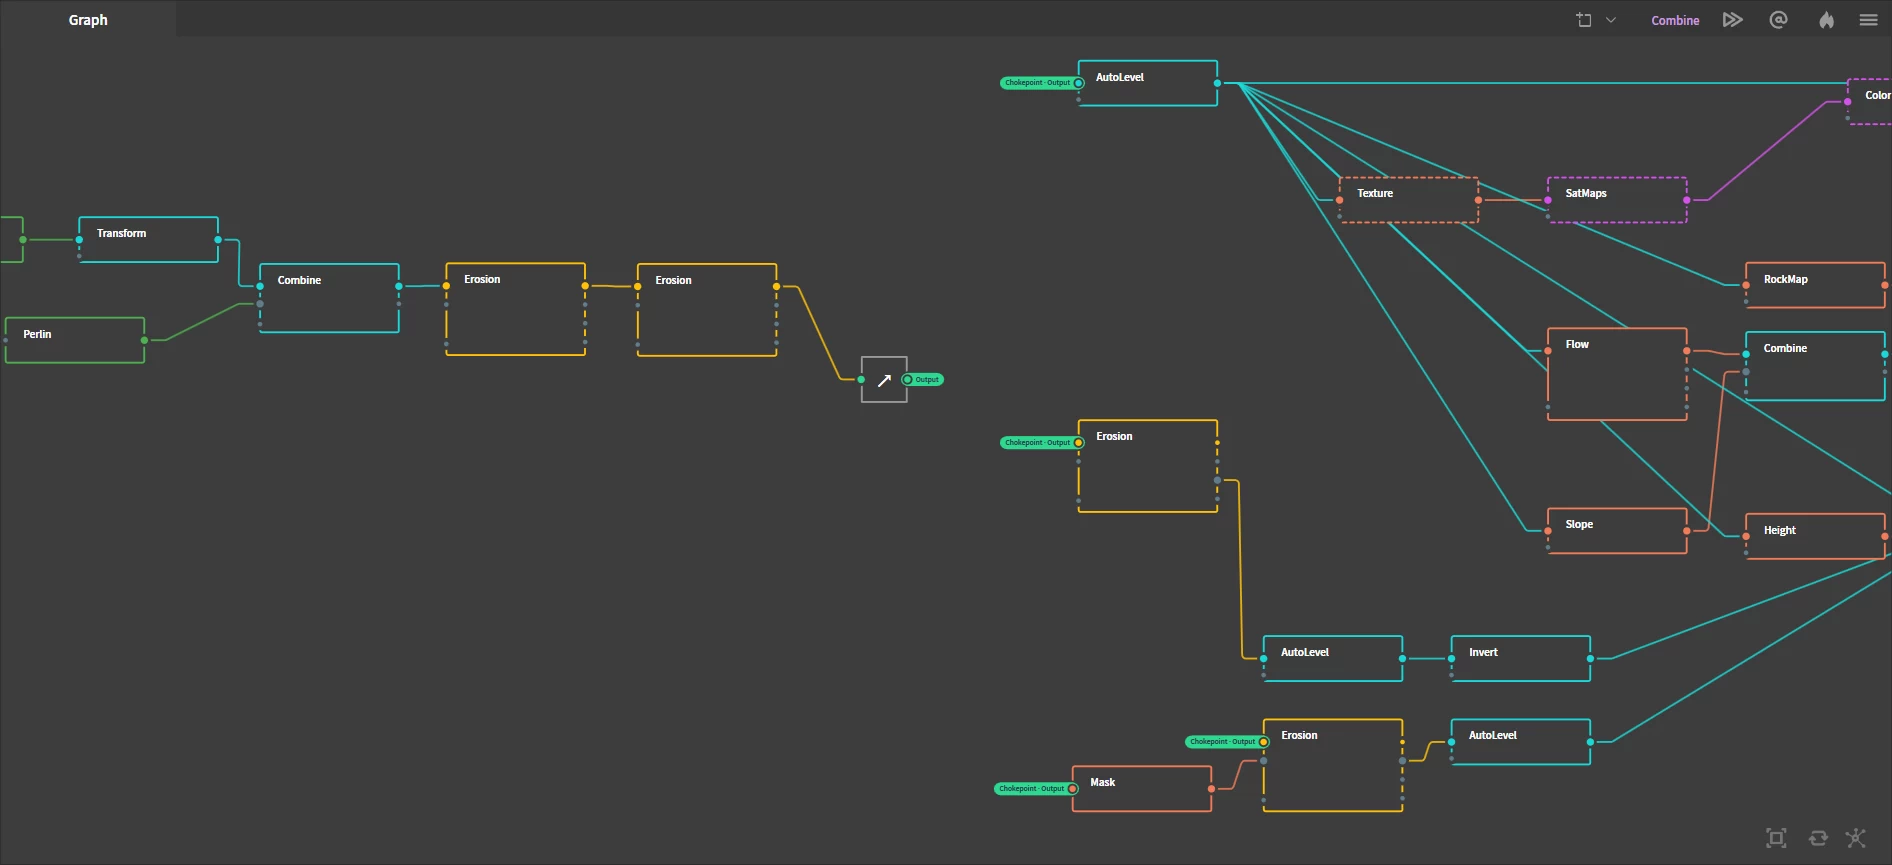 Graph
Combine
Chokepoint · Output
AutoLevel
Color
Texture
SatMaps
Transform
Combine
Erosion
Erosion
RockMap
Perlin
Flow
Combine
Output
Chokepoint · Output
Erosion
Slope
Height
AutoLevel
Invert
Chokepoint · Output
Erosion
AutoLevel
Chokepoint · Output
Mask